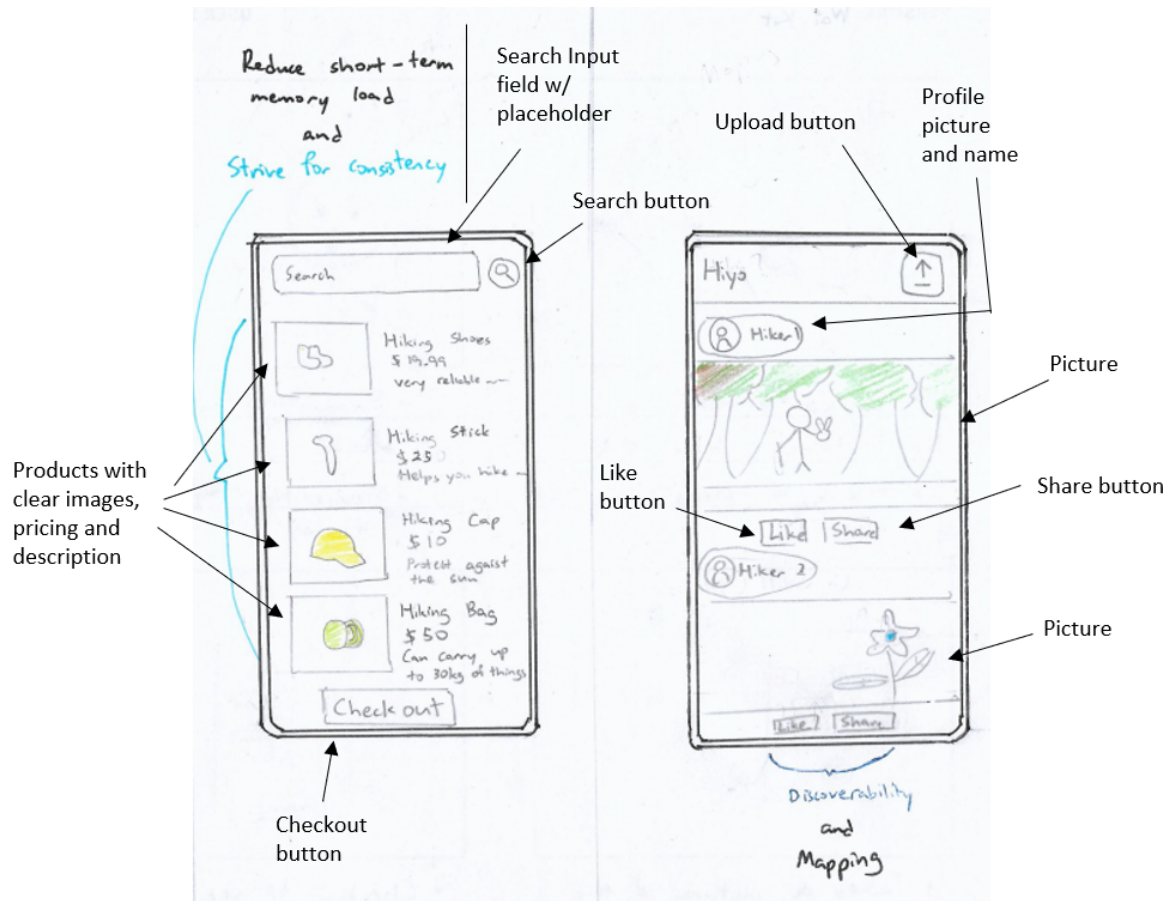 Reduce short-term
memory load
and
Strive for consistency
Search Input
field w/
placeholder
Search button
Search
Hiking Shoes
$ 19.99
very reliable
Hiking Stick
$ 250
Helps you hike
Hiking Cap
$ 10
Protect against
the sun
Hiking Bag
$ 50
Can carry up
to 30kg of things
Check out
Products with
clear images,
pricing and
description
Checkout
button
Upload button
Profile
picture
and name
Hiyo
Hiker 1
Picture
Like
button
Share button
Like Share
Hiker 2
Picture
Like Share
Discoverability
and
Mapping